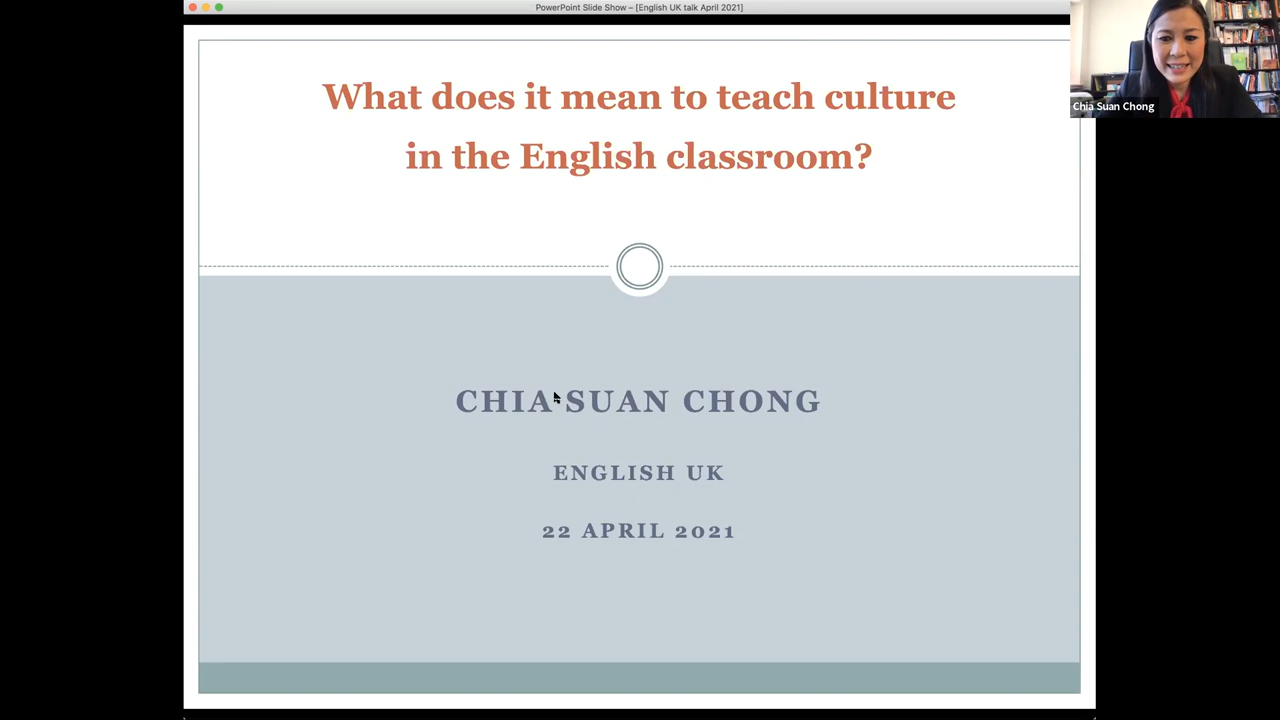 PowerPoint Slide Show – [English UK talk April 2021]
What does it mean to teach culture
in the English classroom?
Chia Suan Chong
CHIA SUAN CHONG
ENGLISH UK
22 APRIL 2021